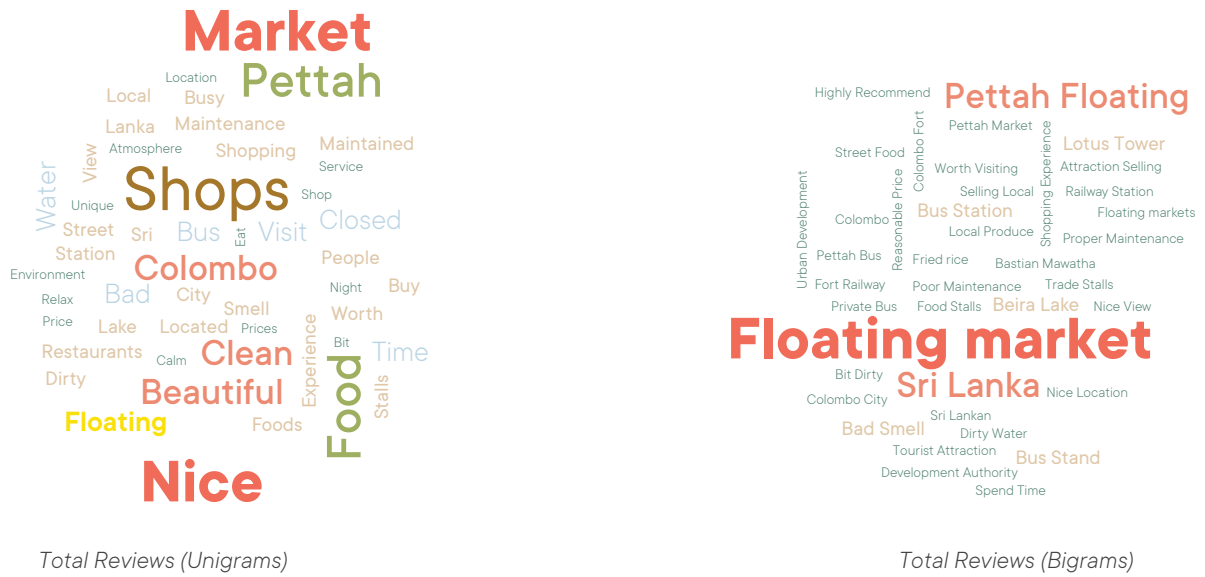 Market
Location
Pettah
Local
Busy
Lanka
Maintenance
View
Atmosphere
Shopping
Maintained
Service
Water
Shops
Shop
Unique
Street
Sri
Bus
Eat
Visit
Closed
Station
Colombo
People
Environment
Bad
City
Night
Buy
Relax
Smell
Worth
Price
Lake
Located
Prices
Experience
Bit
Restaurants
Calm
Clean
Time
Dirty
Beautiful
Food
Stalls
Floating
Foods
Nice
Total Reviews (Unigrams)
Highly Recommend
Pettah Floating
Colombo Fort
Pettah Market
Shopping Experience
Lotus Tower
Street Food
Worth Visiting
Attraction Selling
Urban Development
Reasonable Price
Selling Local
Railway Station
Colombo
Bus Station
Floating markets
Local Produce
Proper Maintenance
Pettah Bus
Fried rice
Bastian Mawatha
Fort Railway
Poor Maintenance
Trade Stalls
Private Bus
Food Stalls
Beira Lake
Nice View
Floating market
Bit Dirty
Sri Lanka
Nice Location
Colombo City
Sri Lankan
Bad Smell
Dirty Water
Tourist Attraction
Bus Stand
Development Authority
Spend Time
Total Reviews (Bigrams)